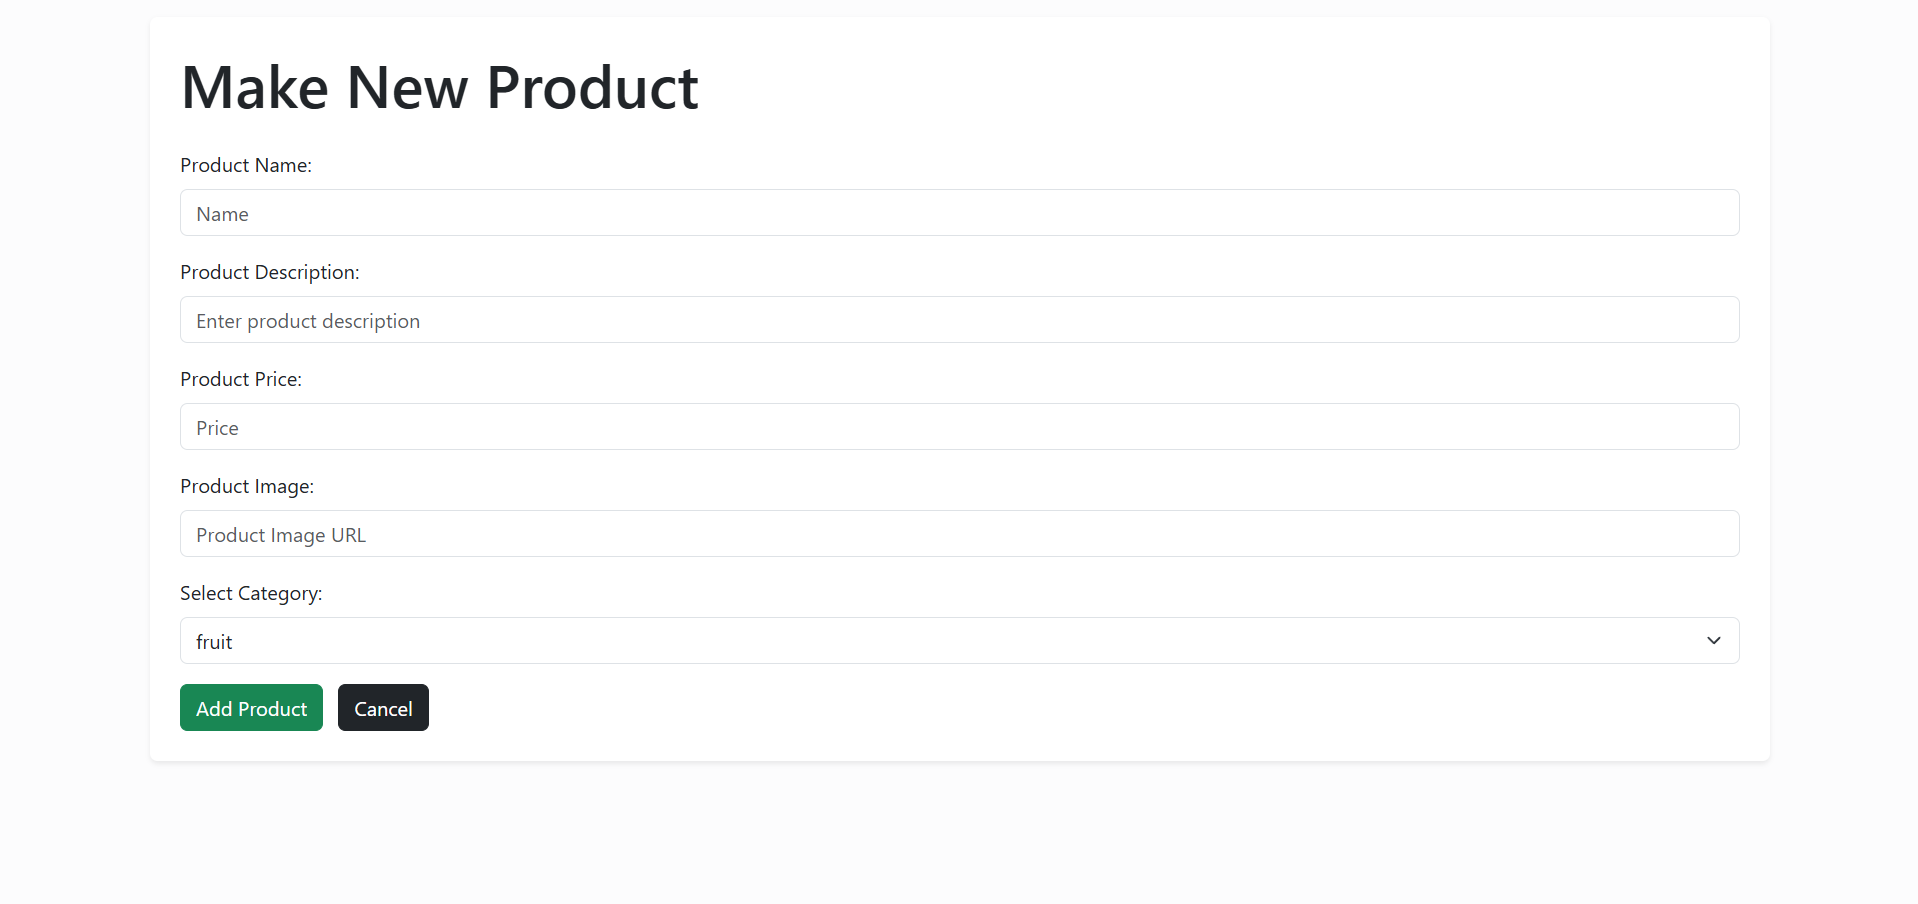 Make New Product
Product Name:
Name
Product Description:
Enter product description
Product Price:
Price
Product Image:
Product Image URL
Select Category:
fruit
Add Product Cancel